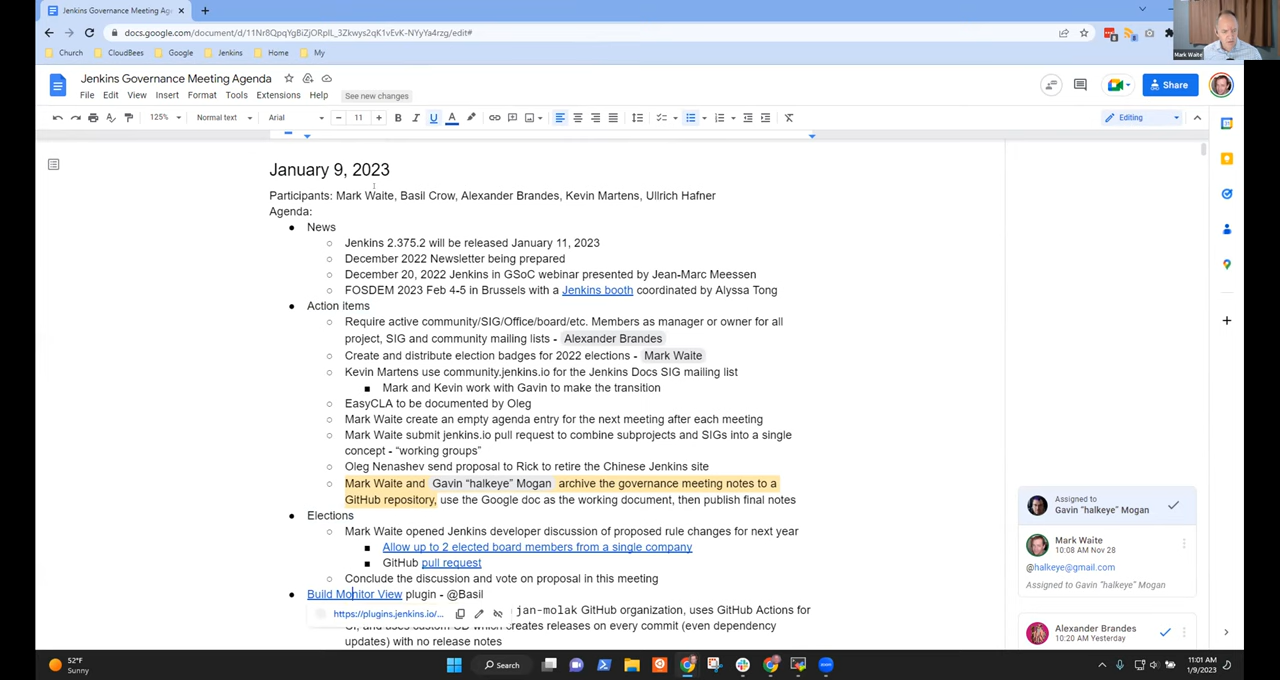 Jenkins Governance Meeting Agenda
docs.google.com/document/d/11Nr8QpqYgBiZjORpIL_3Zkwys2qK1vEvK-NYyYa4rzg/edit#
Church
CloudBees
Google
Jenkins
Home
My
Mark Waite
Jenkins Governance Meeting Agenda
File Edit View Insert Format Tools Extensions Help
See new changes
Share
125%
Normal text
Arial
11
Editing
January 9, 2023
Participants: Mark Waite, Basil Crow, Alexander Brandes, Kevin Martens, Ullrich Hafner
Agenda:
News
Jenkins 2.375.2 will be released January 11, 2023
December 2022 Newsletter being prepared
December 20, 2022 Jenkins in GSoC webinar presented by Jean-Marc Meessen
FOSDEM 2023 Feb 4-5 in Brussels with a Jenkins booth coordinated by Alyssa Tong
Action items
Require active community/SIG/Office/board/etc. Members as manager or owner for all
project, SIG and community mailing lists - Alexander Brandes
Create and distribute election badges for 2022 elections - Mark Waite
Kevin Martens use community.jenkins.io for the Jenkins Docs SIG mailing list
Mark and Kevin work with Gavin to make the transition
EasyCLA to be documented by Oleg
Mark Waite create an empty agenda entry for the next meeting after each meeting
Mark Waite submit jenkins.io pull request to combine subprojects and SIGs into a single
concept - “working groups”
Oleg Nenashev send proposal to Rick to retire the Chinese Jenkins site
Mark Waite and Gavin “halkeye” Mogan archive the governance meeting notes to a
GitHub repository, use the Google doc as the working document, then publish final notes
Elections
Mark Waite opened Jenkins developer discussion of proposed rule changes for next year
Allow up to 2 elected board members from a single company
GitHub pull request
Conclude the discussion and vote on proposal in this meeting
Build Monitor View plugin - @Basil
https://plugins.jenkins.io/...
jan-molak GitHub organization, uses GitHub Actions for
CI, and uses custom CD which creates releases on every commit (even dependency
updates) with no release notes
Assigned to
Gavin "halkeye" Mogan
Mark Waite
10:08 AM Nov 28
@halkeye@gmail.com
Assigned to Gavin "halkeye" Mogan
Alexander Brandes
10:20 AM Yesterday
52°F
Sunny
Search
11:01 AM
1/9/2023